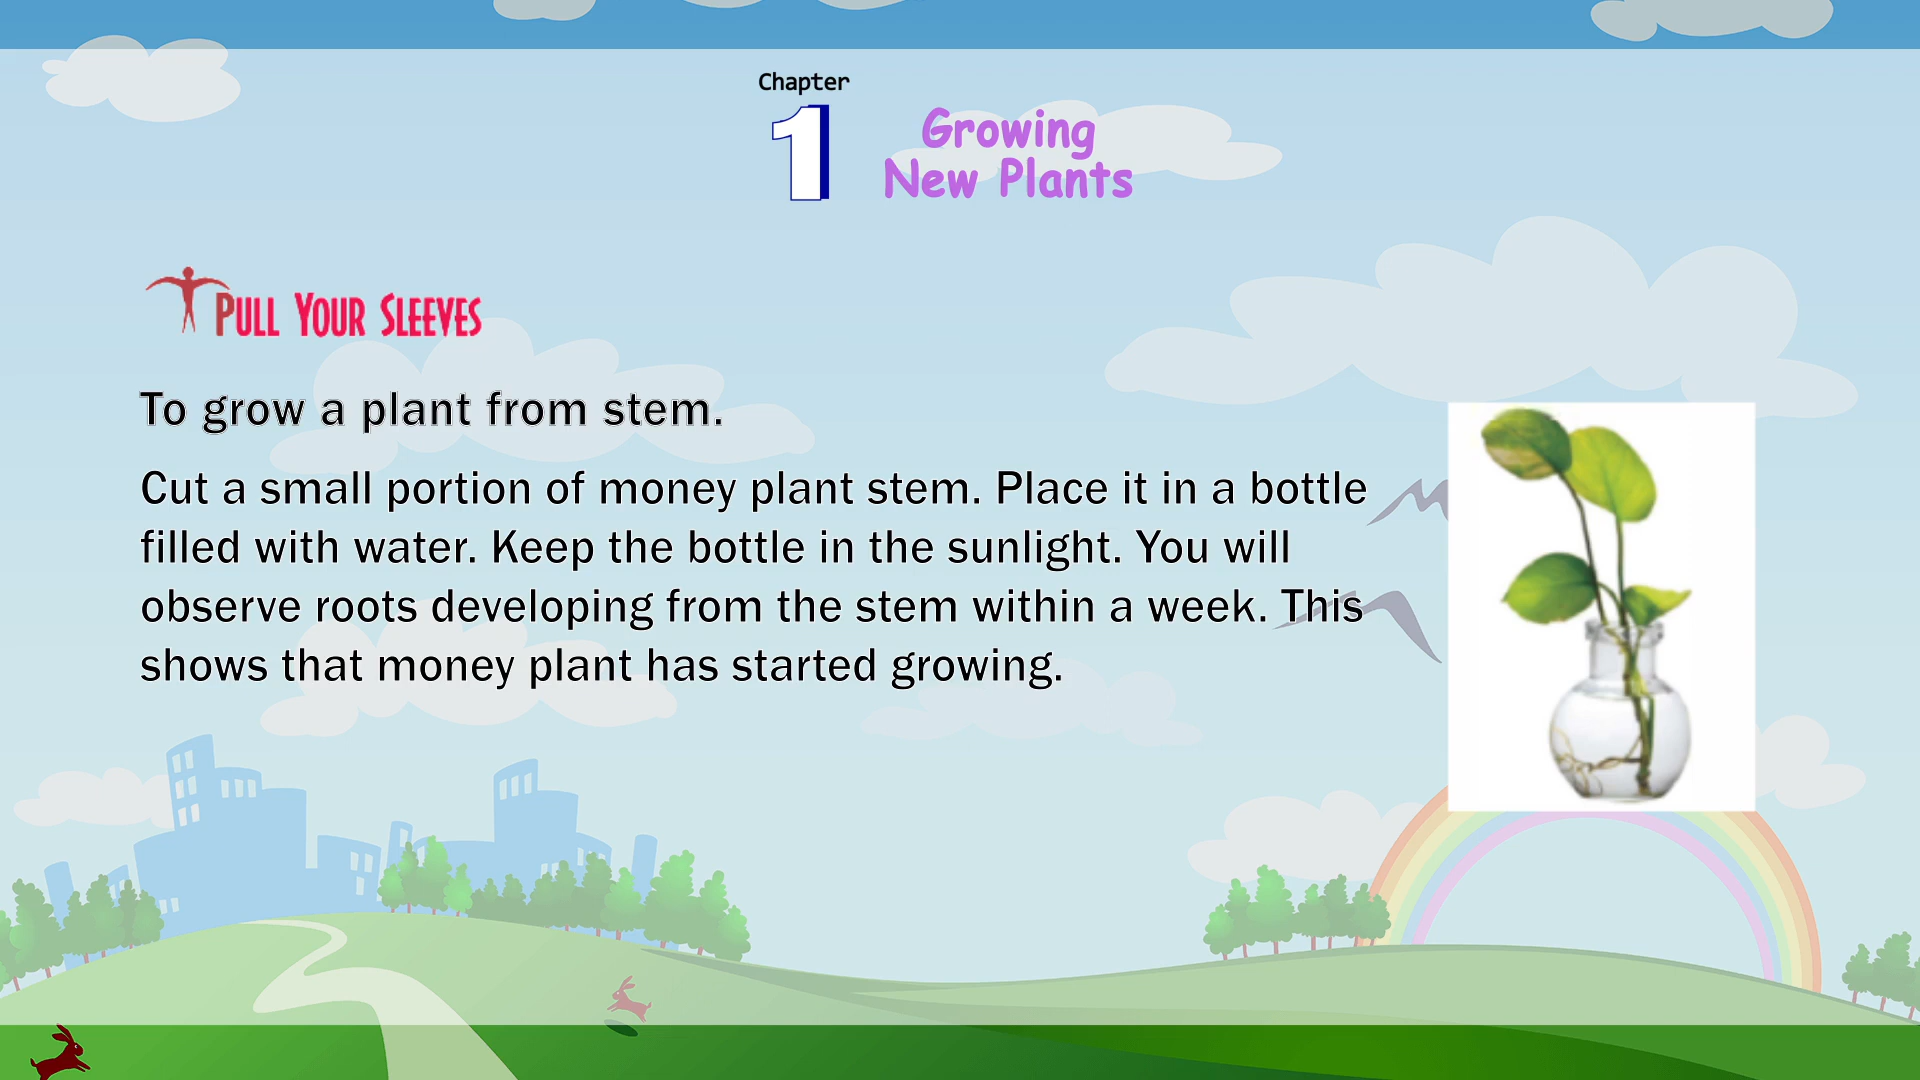 Chapter
1
Growing
New Plants
PULL YOUR SLEEVES
To grow a plant from stem.
Cut a small portion of money plant stem. Place it in a bottle
filled with water. Keep the bottle in the sunlight. You will
observe roots developing from the stem within a week. This
shows that money plant has started growing.